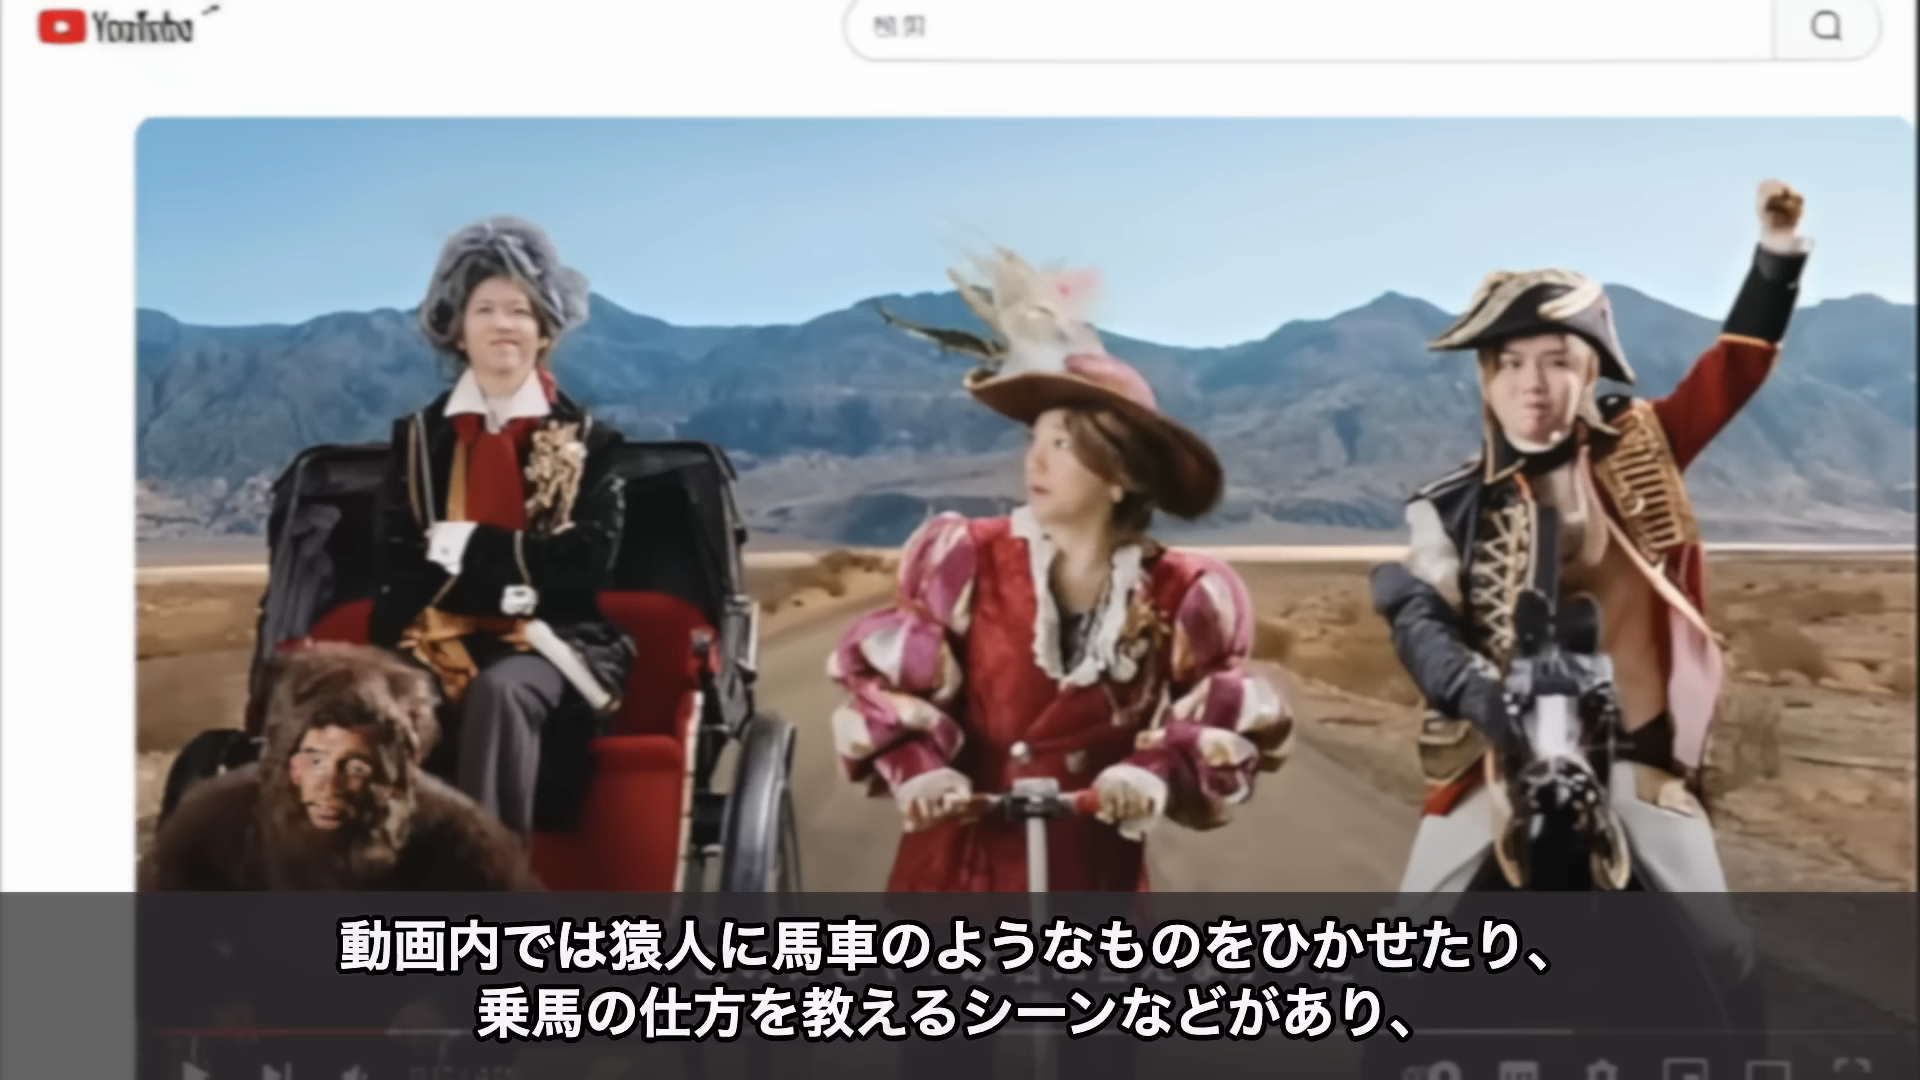 YouTube
検索
動画内では猿人に馬車のようなものをひかせたり、
乗馬の仕方を教えるシーンなどがあり、